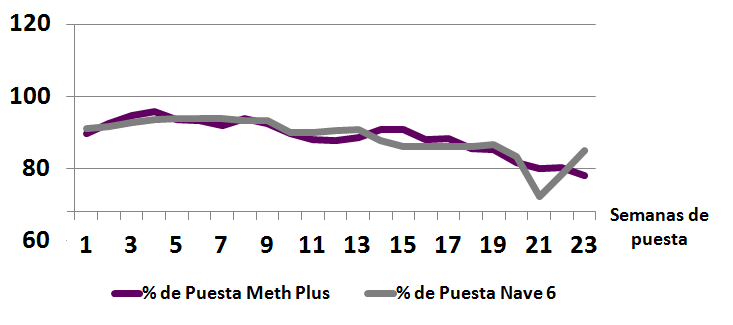 120
100
80
60
1 3 5 7 9 11 13 15 17 19 21 23
Semanas de
puesta
% de Puesta Meth Plus % de Puesta Nave 6